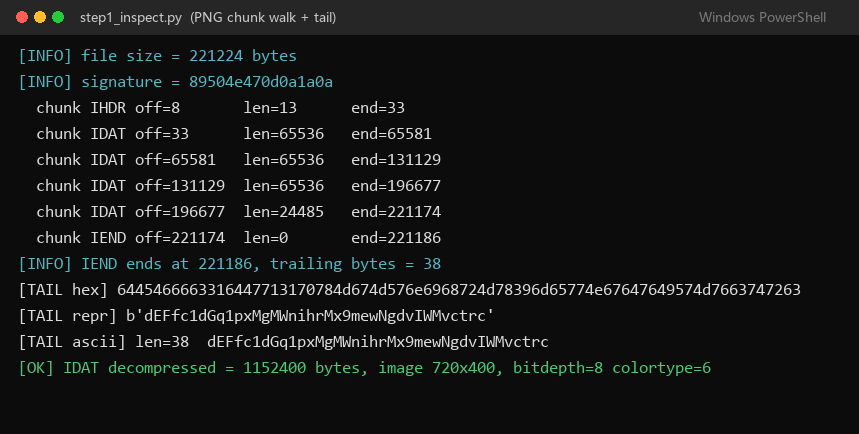 step1_inspect.py (PNG chunk walk + tail) Windows PowerShell
[INFO] file size = 221224 bytes
[INFO] signature = 89504e470d0a1a0a
chunk IHDR off=8 len=13 end=33
chunk IDAT off=33 len=65536 end=65581
chunk IDAT off=65581 len=65536 end=131129
chunk IDAT off=131129 len=65536 end=196677
chunk IDAT off=196677 len=24485 end=221174
chunk IEND off=221174 len=0 end=221186
[INFO] IEND ends at 221186, trailing bytes = 38
[TAIL hex] 6445466663316447713170784d674d576e6968724d78396d65774e67647649574d7663747263
[TAIL repr] b'dEFfc1dGq1pxMgMWnihrMx9mewNgdvIWMvctrc'
[TAIL ascii] len=38 dEFfc1dGq1pxMgMWnihrMx9mewNgdvIWMvctrc
[OK] IDAT decompressed = 1152400 bytes, image 720x400, bitdepth=8 colortype=6